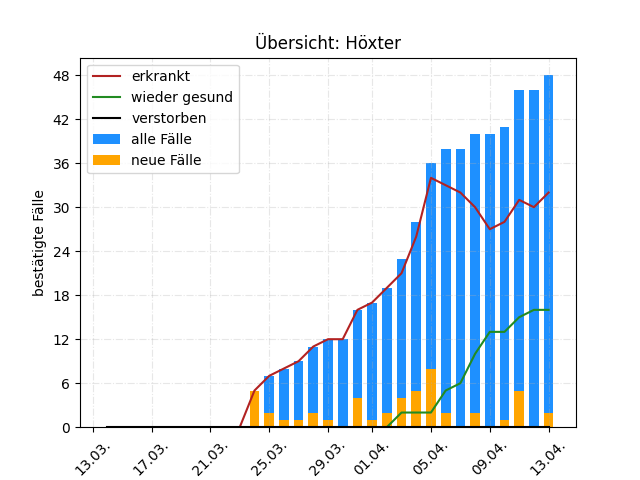 Übersicht: Höxter
erkrankt
wieder gesund
verstorben
alle Fälle
neue Fälle
bestätigte Fälle
48
42
36
30
24
18
12
6
0
13.03.
17.03.
21.03.
25.03.
29.03.
01.04.
05.04.
09.04.
13.04.